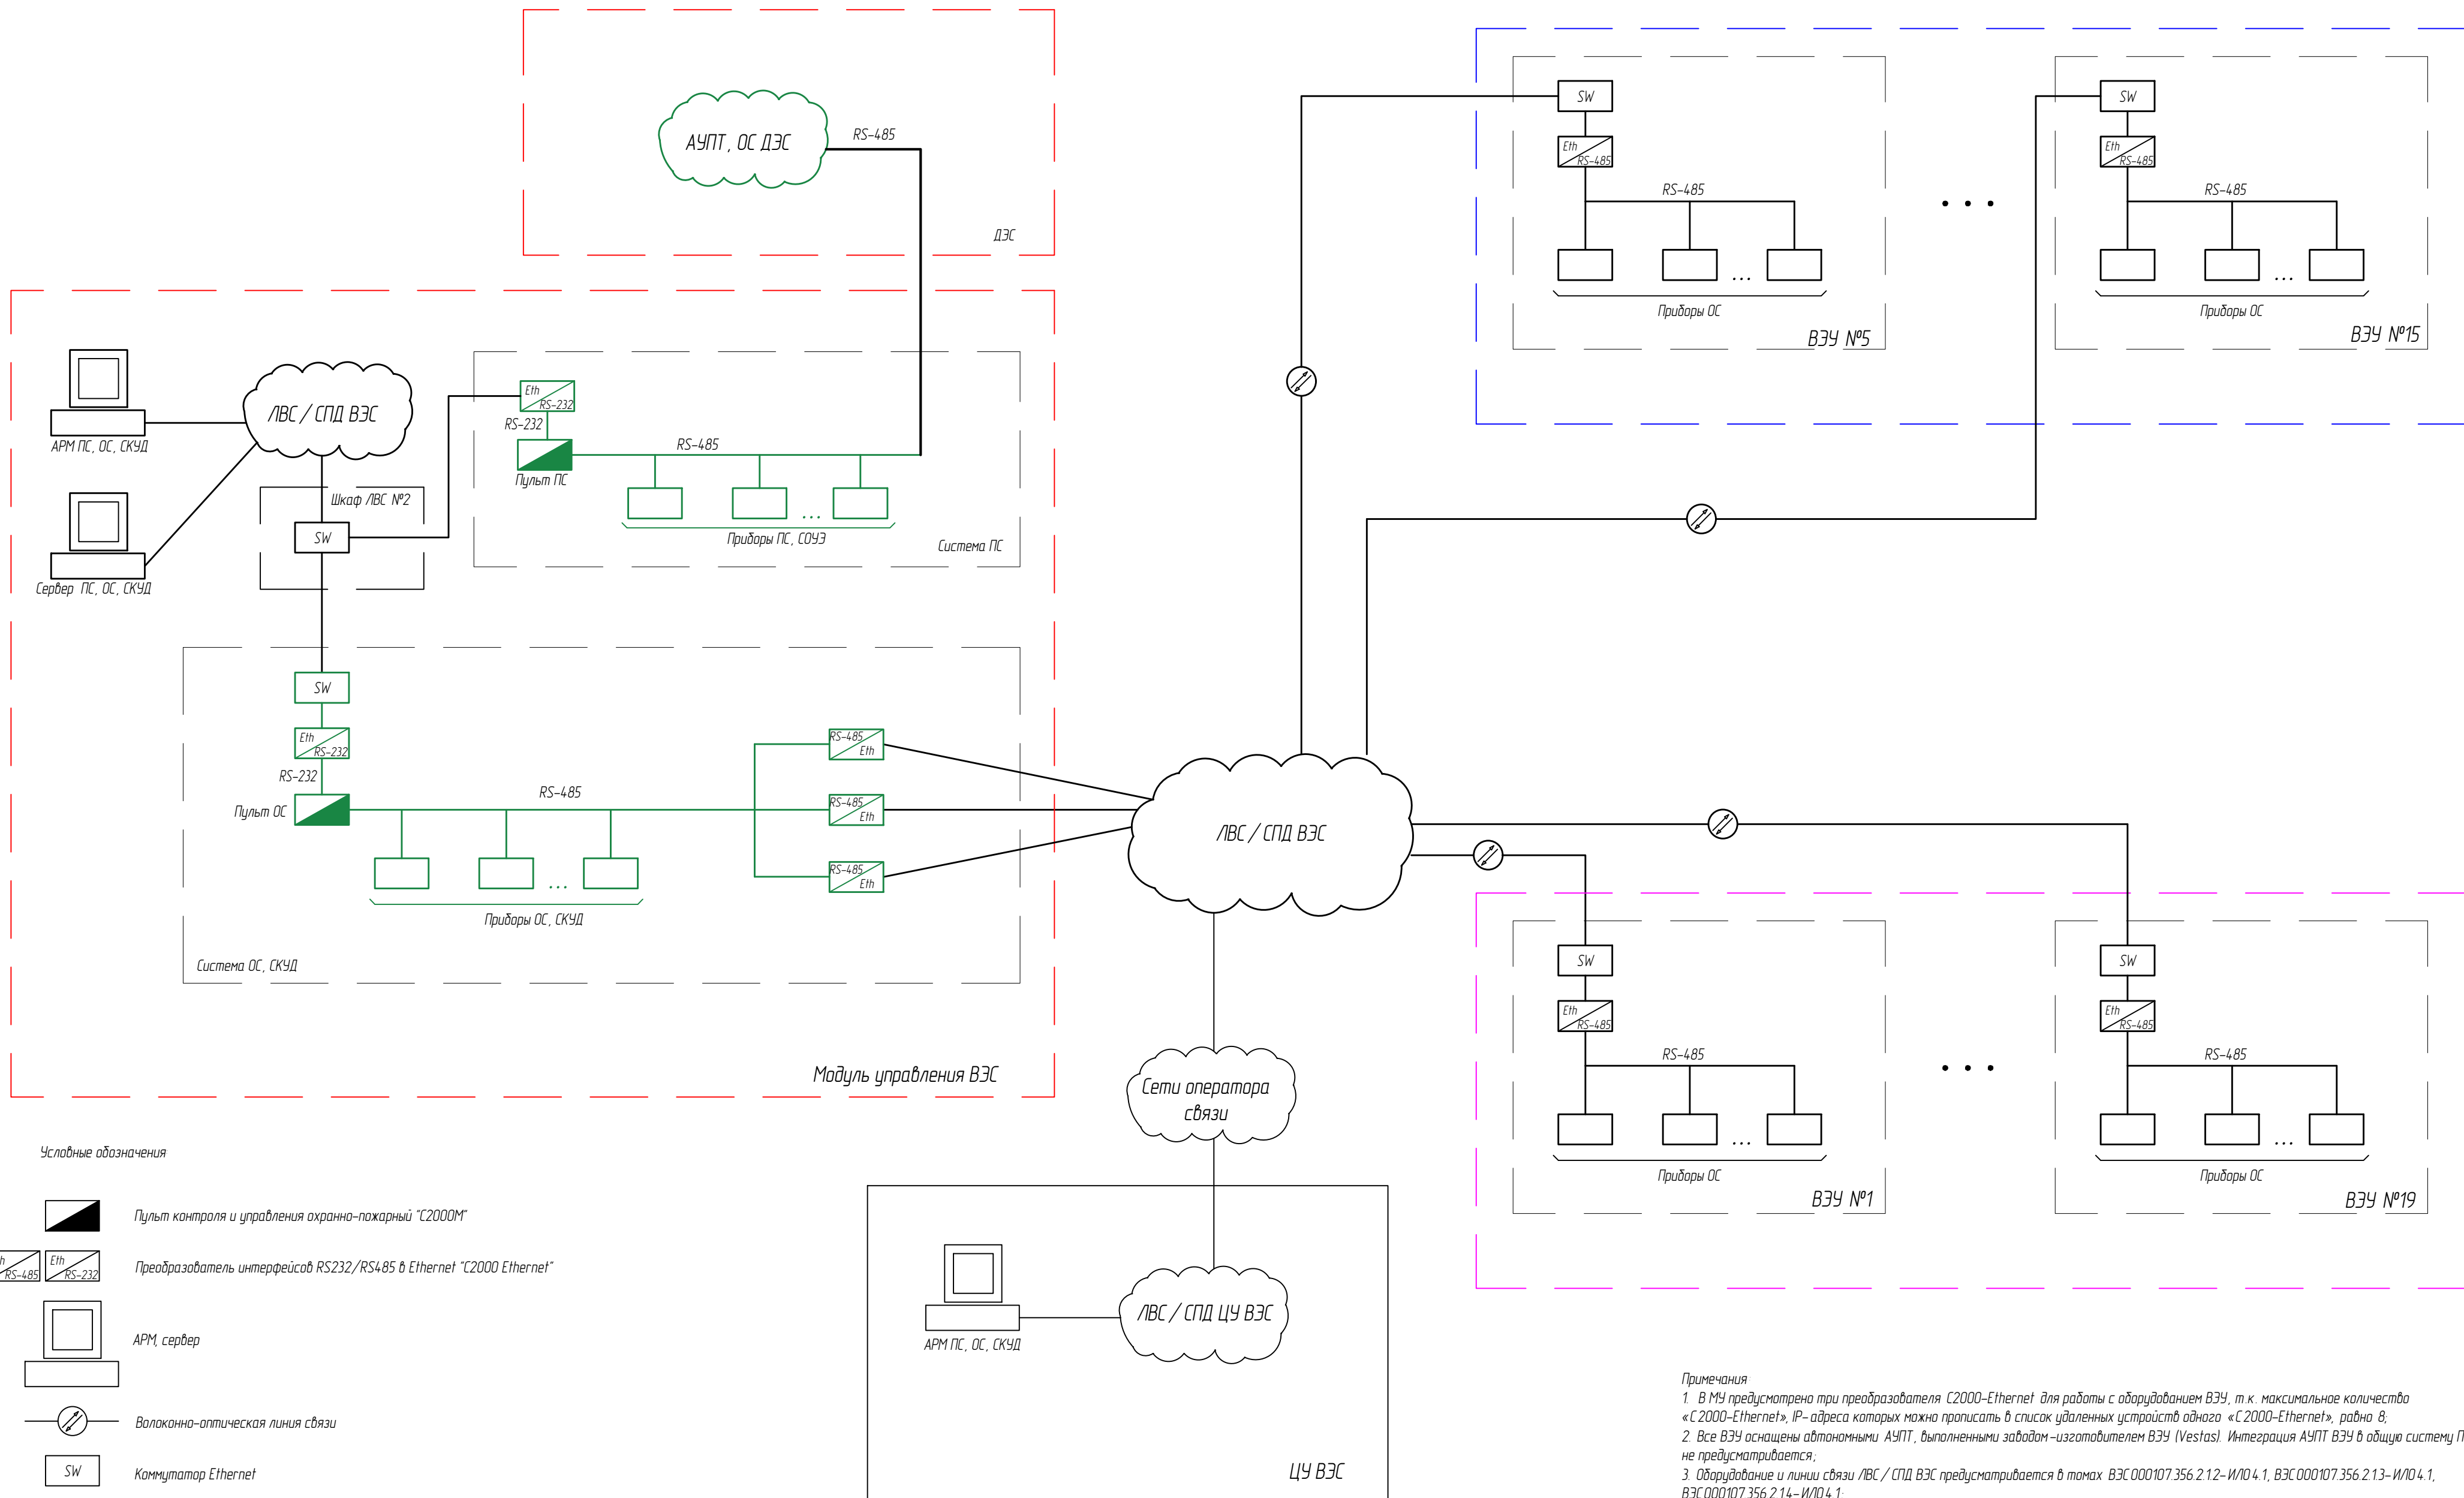 АУПТ, ОС ДЭС
RS-485
ДЭС
АРМ ПС, ОС, СКУД
Сервер ПС, ОС, СКУД
ЛВС / СПД ВЭС
Шкаф ЛВС №2
SW
Eth
RS-232
RS-232
Пульт ПС
RS-485
...
Приборы ПС, СОУЭ
Система ПС
SW
Eth
RS-232
RS-232
Пульт ОС
RS-485
...
Приборы ОС, СКУД
RS-485
Eth
RS-485
Eth
RS-485
Eth
Система ОС, СКУД
Модуль управления ВЭС
ЛВС / СПД ВЭС
SW
Eth
RS-485
RS-485
...
Приборы ОС
ВЭУ №5
• • •
SW
Eth
RS-485
RS-485
...
Приборы ОС
ВЭУ №15
SW
Eth
RS-485
RS-485
...
Приборы ОС
ВЭУ №1
• • •
SW
Eth
RS-485
RS-485
...
Приборы ОС
ВЭУ №19
Сети оператора
связи
АРМ ПС, ОС, СКУД
ЛВС / СПД ЦУ ВЭС
ЦУ ВЭС
Условные обозначения
Пульт контроля и управления охранно-пожарный "С2000М"
RS-485
Eth
RS-232
Преобразователь интерфейсов RS232/RS485 в Ethernet "С2000 Ethernet"
АРМ, сервер
Волоконно-оптическая линия связи
SW
Коммутатор Ethernet
Примечания
1. В МУ предусмотрено три преобразователя С2000-Ethernet для работы с оборудованием ВЭУ, т.к. максимальное количество
«С2000-Ethernet», IP-адреса которых можно прописать в список удаленных устройств одного «С2000-Ethernet», равно 8;
2. Все ВЭУ оснащены автономными АУПТ, выполненными заводом-изготовителем ВЭУ (Vestas). Интеграция АУПТ ВЭУ в общую систему
не предусматривается;
3. Оборудование и линии связи ЛВС / СПД ВЭС предусматривается в томах ВЭС000107.356.2.1.2-ИЛО4.1, ВЭС000107.356.2.1.3-ИЛО4.1,
ВЭС000107.356.2.1.4-ИЛО4.1;